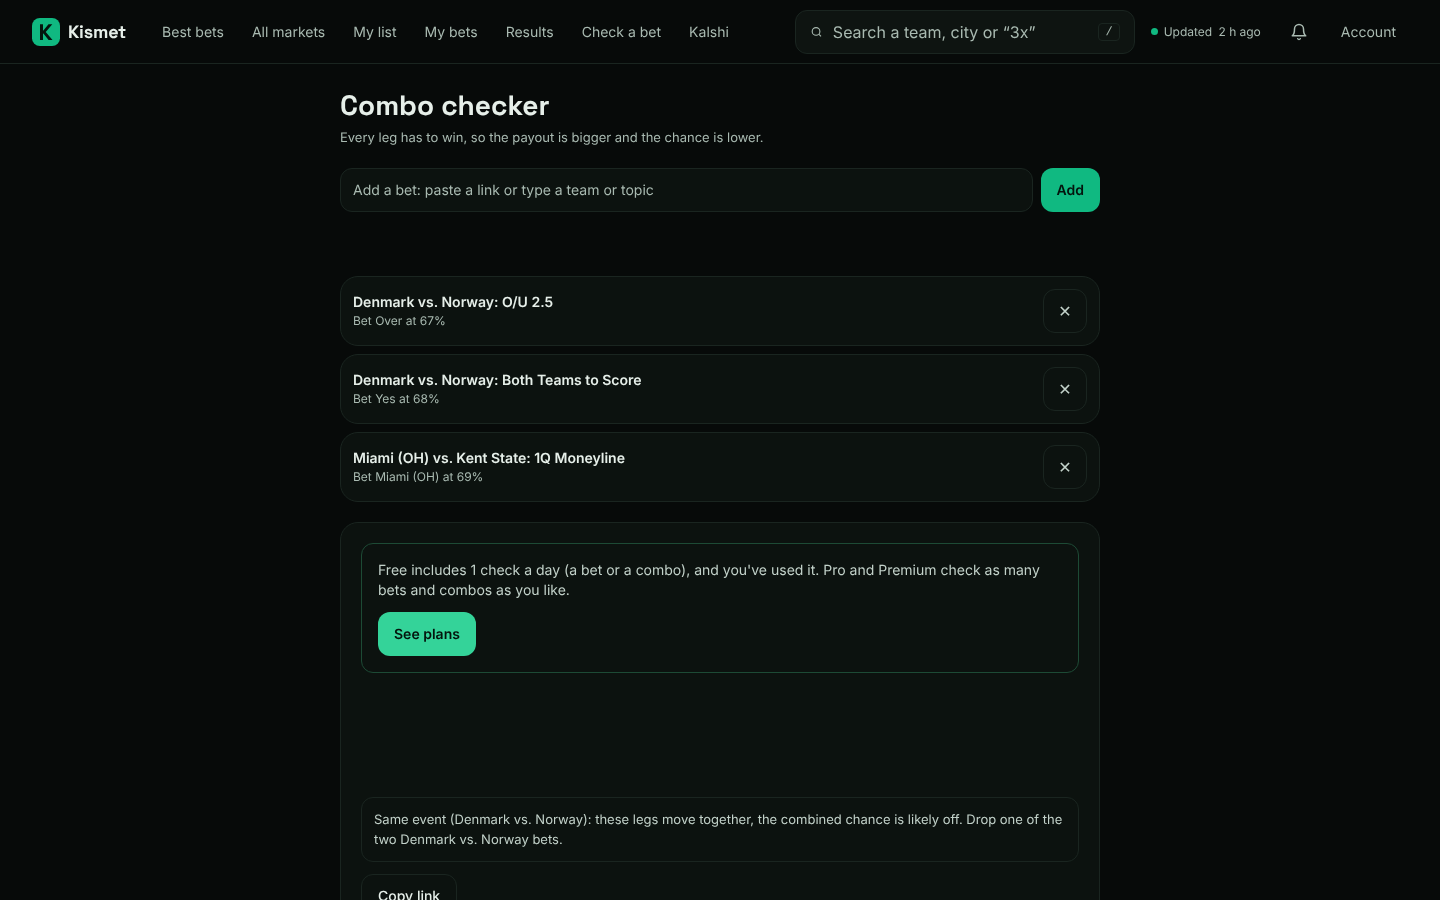 K Kismet
Best bets
All markets
My list
My bets
Results
Check a bet
Kalshi
Search a team, city or “3x”
/
Updated 2 h ago
Account
Combo checker
Every leg has to win, so the payout is bigger and the chance is lower.
Add a bet: paste a link or type a team or topic
Add
Denmark vs. Norway: O/U 2.5
Bet Over at 67%
×
Denmark vs. Norway: Both Teams to Score
Bet Yes at 68%
×
Miami (OH) vs. Kent State: 1Q Moneyline
Bet Miami (OH) at 69%
×
Free includes 1 check a day (a bet or a combo), and you've used it. Pro and Premium check as many
bets and combos as you like.
See plans
Same event (Denmark vs. Norway): these legs move together, the combined chance is likely off. Drop one of the
two Denmark vs. Norway bets.
Copy link